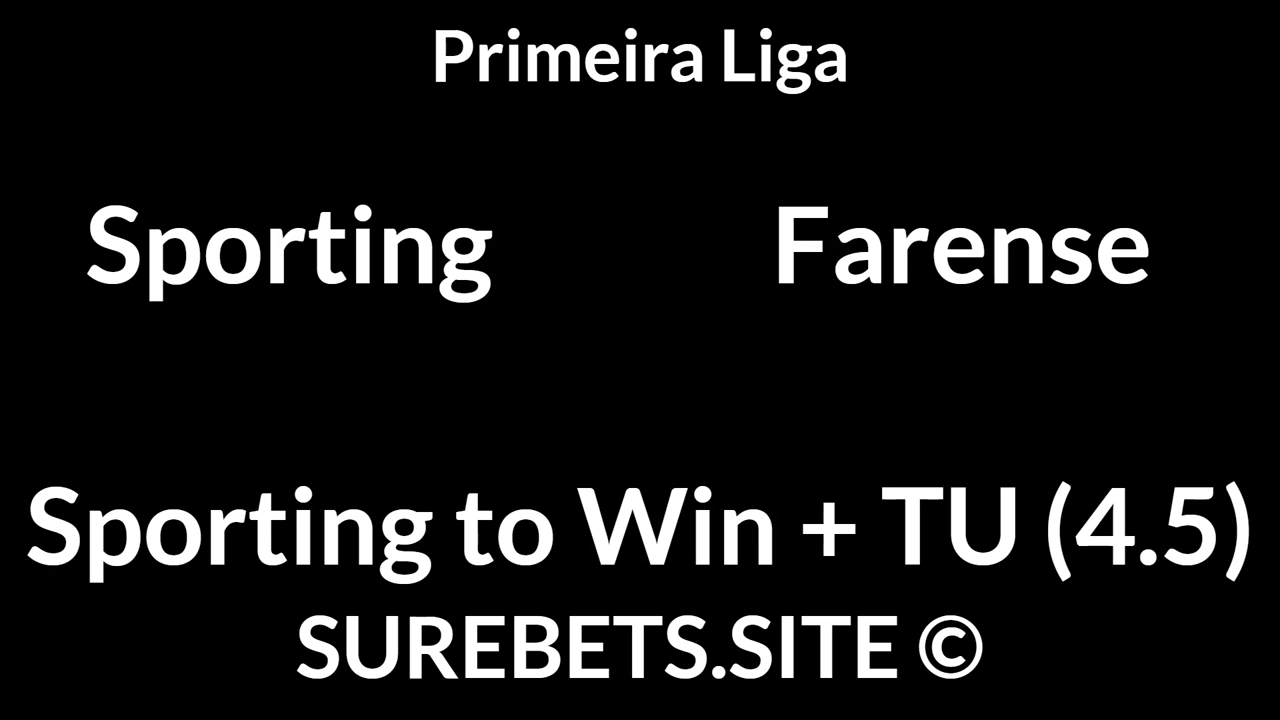 Primeira Liga
Sporting Farense
Sporting to Win + TU (4.5)
SUREBETS.SITE ©